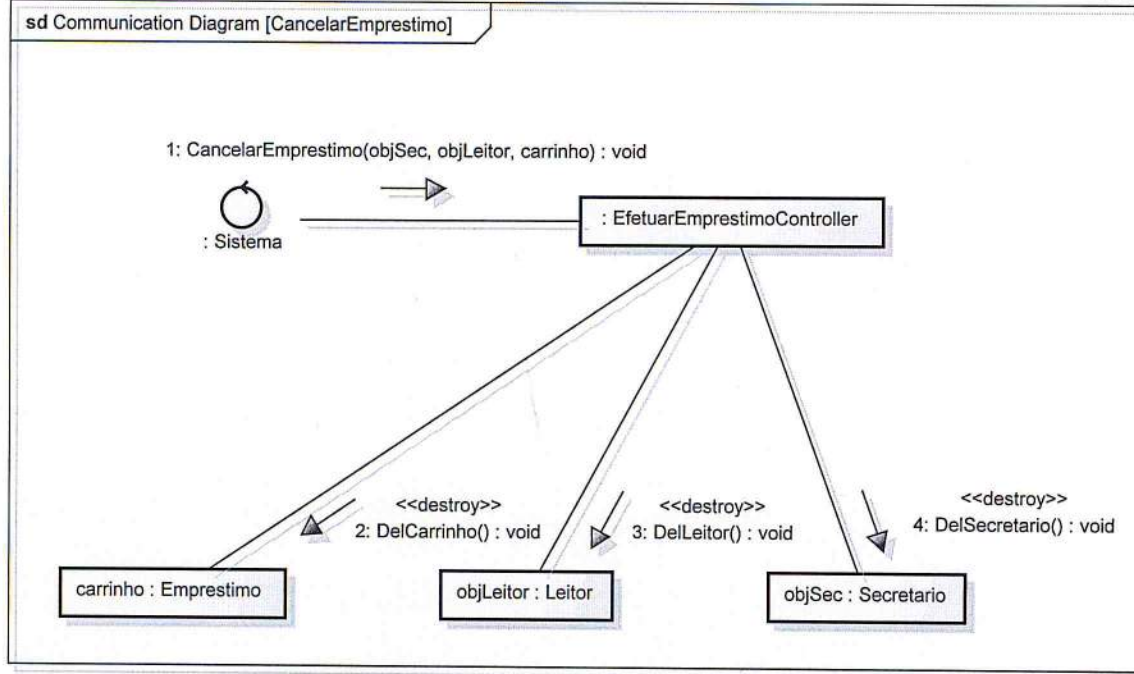 sd Communication Diagram [CancelarEmprestimo]
1: CancelarEmprestimo(objSec, objLeitor, carrinho) : void
: Sistema
: EfetuarEmprestimoController
<<destroy>>
2: DelCarrinho() : void
<<destroy>>
3: DelLeitor() : void
<<destroy>>
4: DelSecretario() : void
carrinho : Emprestimo
objLeitor : Leitor
objSec : Secretario